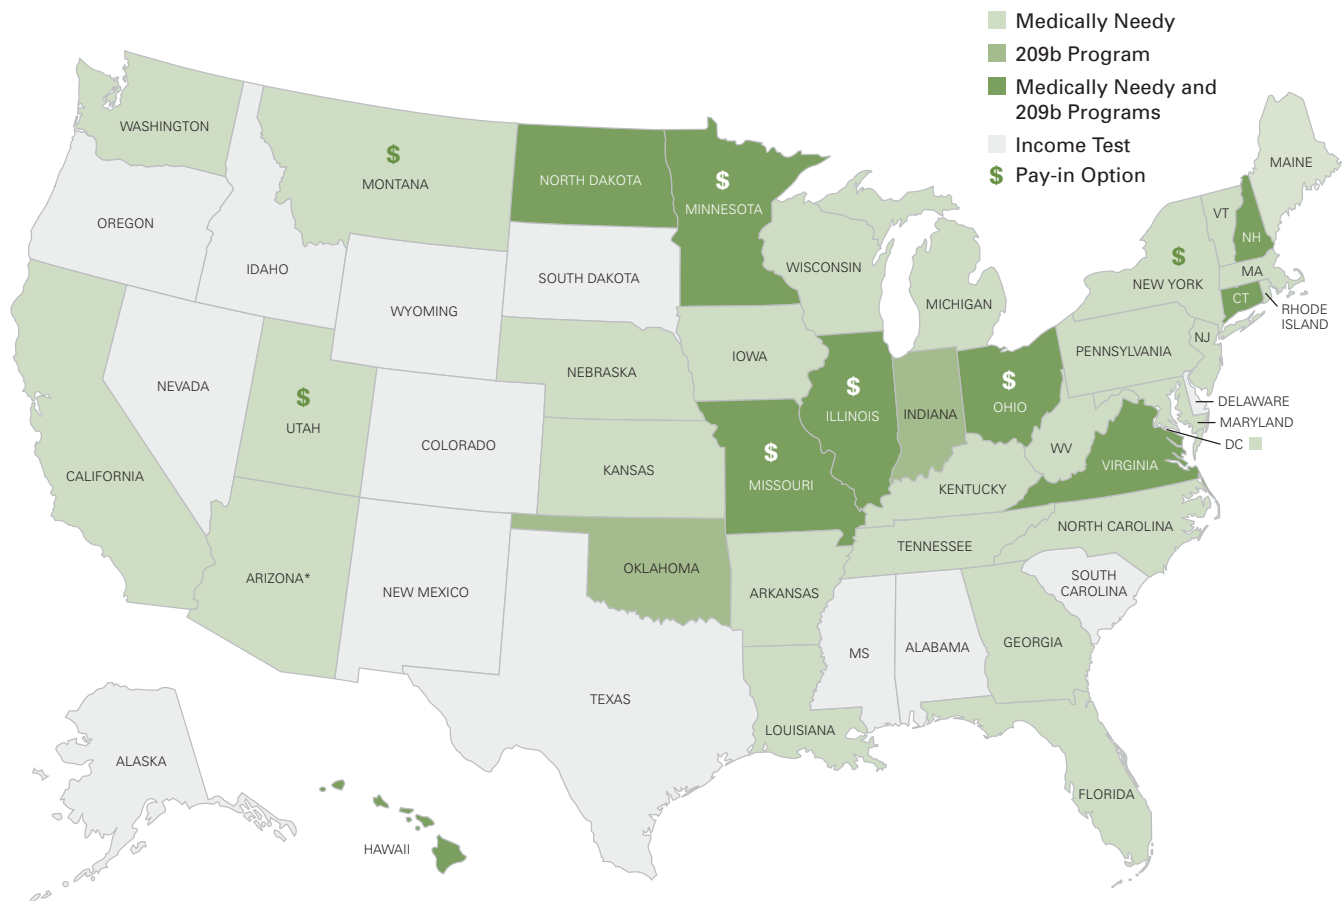 Medically Needy
209b Program
Medically Needy and
209b Programs
Income Test
$ Pay-in Option
WASHINGTON
$
MONTANA
NORTH DAKOTA
$
MINNESOTA
MAINE
OREGON
VT
NH
IDAHO
SOUTH DAKOTA
WISCONSIN
$
NEW YORK
MA
WYOMING
MICHIGAN
CT
RHODE
ISLAND
NEVADA
$
UTAH
NEBRASKA
IOWA
PENNSYLVANIA
NJ
COLORADO
$
ILLINOIS
INDIANA
$
OHIO
DELAWARE
MARYLAND
DC
CALIFORNIA
KANSAS
$
MISSOURI
WV
VIRGINIA
KENTUCKY
ARIZONA*
NEW MEXICO
OKLAHOMA
ARKANSAS
TENNESSEE
NORTH CAROLINA
SOUTH
CAROLINA
TEXAS
MS
ALABAMA
GEORGIA
LOUISIANA
ALASKA
FLORIDA
HAWAII